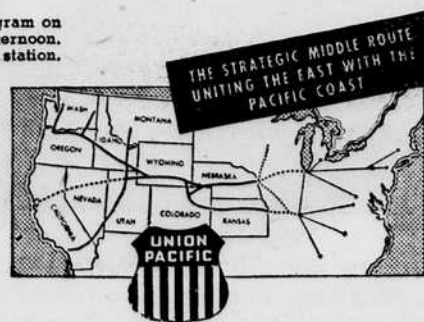 gram on
ternoon.
station.
THE STRATEGIC MIDDLE ROUTE
UNITING THE EAST WITH THE
PACIFIC COAST
WASH
MONTANA
OREGON
IDAHO
WYOMING
NEBRASKA
NEVADA
CALIFORNIA
UTAH
COLORADO
KANSAS
UNION
PACIFIC